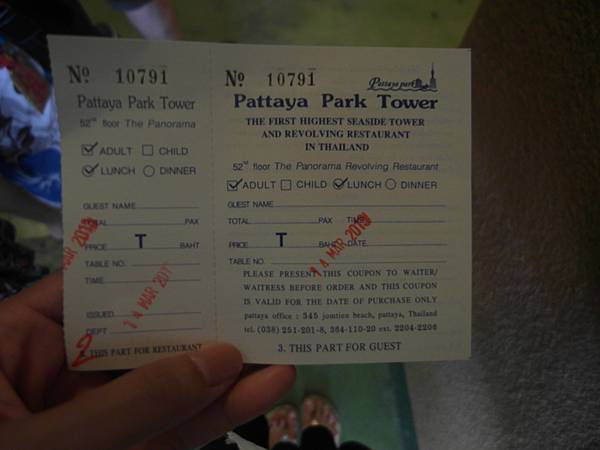 Nº 10791
Pattaya Park Tower
52nd floor The Panorama
ADULT CHILD
LUNCH DINNER
GUEST NAME
TOTAL PAX
PRICE T BAHT
TABLE NO.
TIME
14 MAR
ISSUED
DEPT
2
THIS PART FOR RESTAURANT
Nº 10791
Pattaya park
Pattaya Park Tower
THE FIRST HIGHEST SEASIDE TOWER
AND REVOLVING RESTAURANT
IN THAILAND
52nd floor The Panorama Revolving Restaurant
ADULT CHILD LUNCH DINNER
GUEST NAME
TOTAL PAX TIME
PRICE T BAHT DATE
14 MAR 2013
TABLE NO.
PLEASE PRESENT THIS COUPON TO WAITER/
WAITRESS BEFORE ORDER AND THIS COUPON
IS VALID FOR THE DATE OF PURCHASE ONLY
pattaya office : 345 jomtien beach, pattaya, Thailand
tel. (038) 251-201-8, 364-110-20 ext. 2204-2206
3. THIS PART FOR GUEST